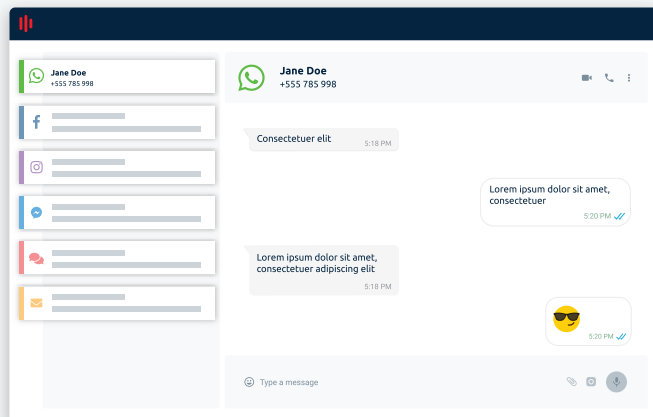 Jane Doe
+555 785 998
Jane Doe
+555 785 998
Consectetuer elit
5:18 PM
Lorem ipsum dolor sit amet,
consectetuer
5:20 PM
Lorem ipsum dolor sit amet,
consectetuer adipiscing elit
5:18 PM
5:20 PM
Type a message